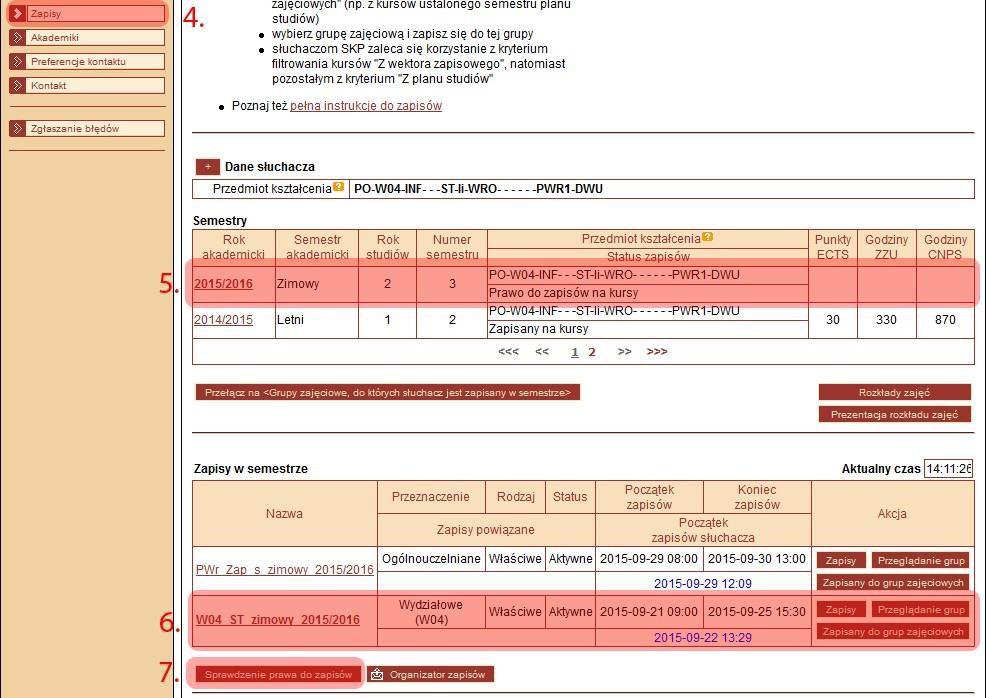 Zapisy
Akademiki
Preferencje kontaktu
Kontakt
Zgłaszanie błędów
4.
zajęciowych" (np. z kursów ustalonego semestru planu
studiów)
wybierz grupę zajęciową i zapisz się do tej grupy
słuchaczom SKP zaleca się korzystanie z kryterium
filtrowania kursów "Z wektora zapisowego", natomiast
pozostałym z kryterium "Z planu studiów"
Poznaj też pełna instrukcje do zapisów
+ Dane słuchacza
Przedmiot kształcenia? PO-W04-INF- - -ST-Ii-WRO- - - - - -PWR1-DWU
Semestry
Rok akademicki Semestr akademicki Rok studiów Numer semestru Przedmiot kształcenia? Punkty ECTS Godziny ZZU Godziny CNPS
Status zapisów
5.
2015/2016 Zimowy 2 3 PO-W04-INF- - -ST-Ii-WRO- - - - - -PWR1-DWU
Prawo do zapisów na kursy
2014/2015 Letni 1 2 PO-W04-INF- - -ST-Ii-WRO- - - - - -PWR1-DWU 30 330 870
Zapisany na kursy
<<< << 1 2 >> >>>
Przełącz na <Grupy zajęciowe, do których słuchacz jest zapisany w semestrze> Rozkłady zajęć
Prezentacja rozkładu zajęć
Zapisy w semestrze Aktualny czas 14:11:26
Nazwa Przeznaczenie Rodzaj Status Początek zapisów Koniec zapisów Akcja
Zapisy powiązane Początek zapisów słuchacza
PWr_Zap_s_zimowy_2015/2016 Ogólnouczelniane Właściwe Aktywne 2015-09-29 08:00 2015-09-30 13:00 Zapisy Przeglądanie grup
2015-09-29 12:09 Zapisany do grup zajęciowych
6.
W04_ST_zimowy_2015/2016 Wydziałowe (W04) Właściwe Aktywne 2015-09-21 09:00 2015-09-25 15:30 Zapisy Przeglądanie grup
2015-09-22 13:29 Zapisany do grup zajęciowych
7.
Sprawdzenie prawa do zapisów Organizator zapisów